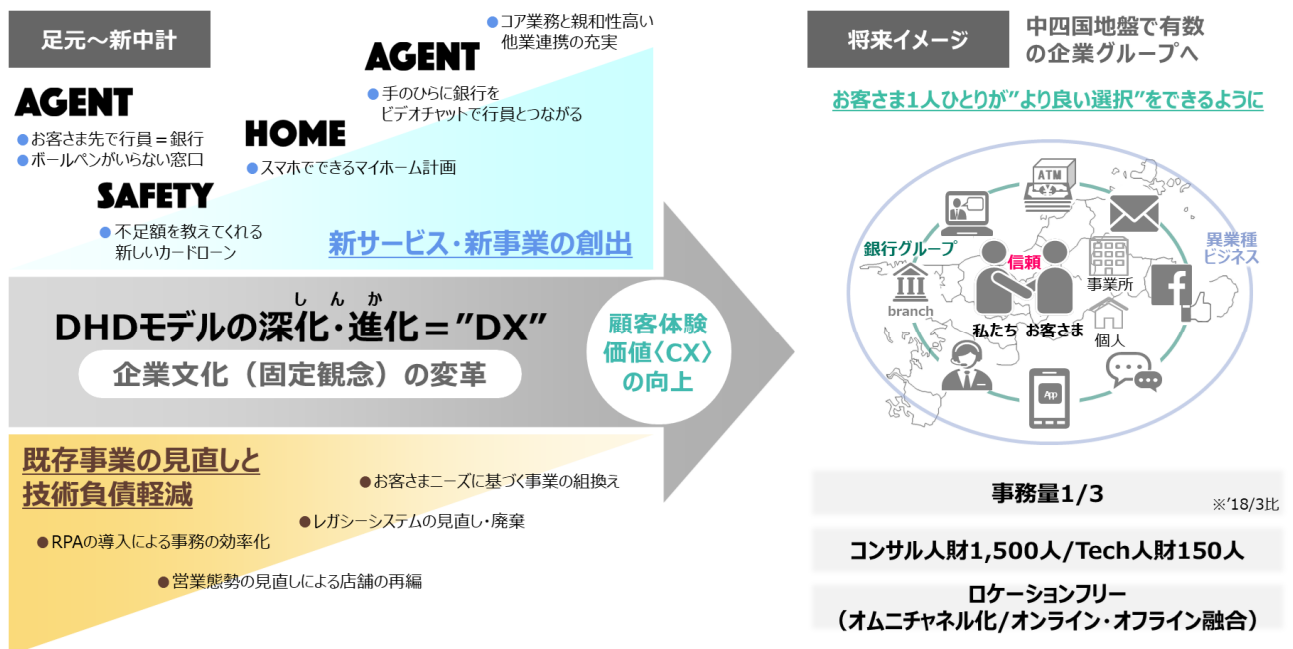 足元～新中計
AGENT
●お客さま先で行員＝銀行
●ボールペンがいらない窓口
SAFETY
●不足額を教えてくれる
新しいカードローン
HOME
●スマホでできるマイホーム計画
AGENT
●手のひらに銀行を
ビデオチャットで行員とつながる
●コア業務と親和性高い
他業連携の充実
新サービス・新事業の創出
しんか
DHDモデルの深化・進化＝”DX”
企業文化（固定観念）の変革
顧客体験
価値〈CX〉
の向上
既存事業の見直しと
技術負債軽減
●お客さまニーズに基づく事業の組換え
●レガシーシステムの見直し・廃棄
●RPAの導入による事務の効率化
●営業態勢の見直しによる店舗の再編
将来イメージ
中四国地盤で有数
の企業グループへ
お客さま1人ひとりが”より良い選択”をできるように
ATM
銀行グループ
branch
信頼
私たち
お客さま
事業所
個人
異業種
ビジネス
App
事務量1/3
※’18/3比
コンサル人財1,500人/Tech人財150人
ロケーションフリー
（オムニチャネル化/オンライン・オフライン融合）